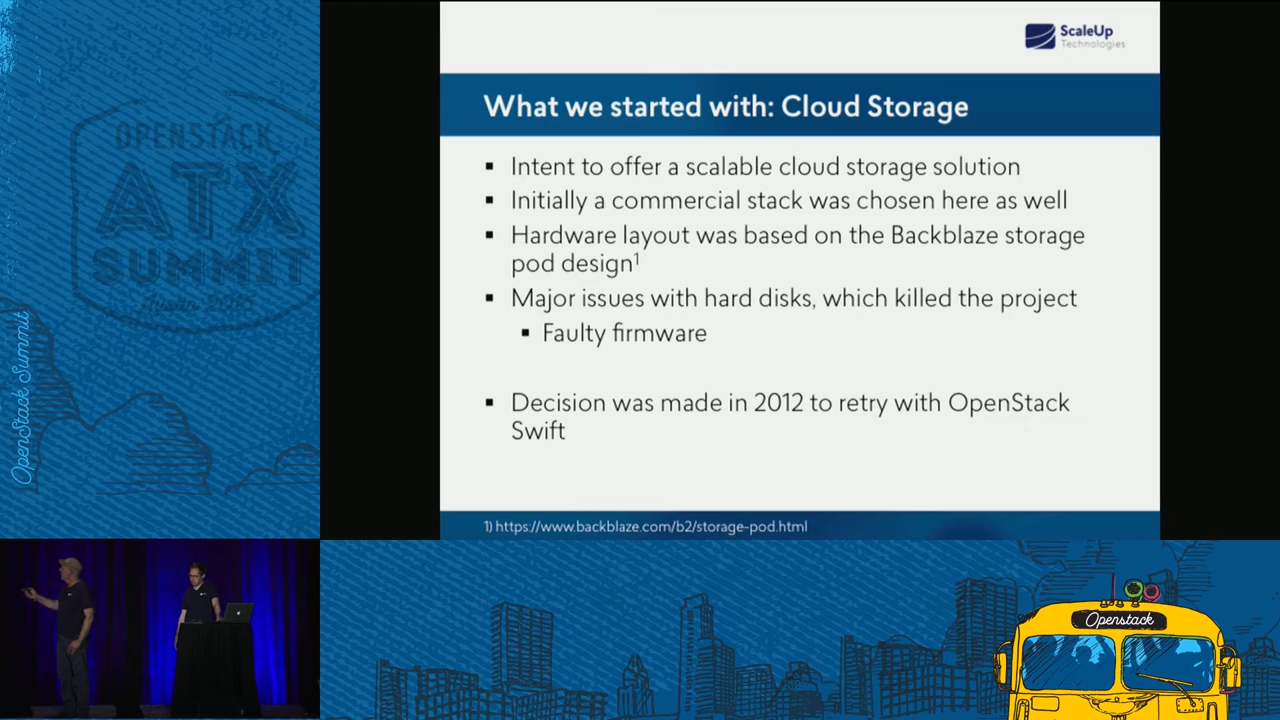 OPENSTACK
ATX
SUMMIT
Austin 2016
OpenStack Summit
ScaleUp
Technologies
What we started with: Cloud Storage
▪ Intent to offer a scalable cloud storage solution
▪ Initially a commercial stack was chosen here as well
▪ Hardware layout was based on the Backblaze storage
pod design¹
▪ Major issues with hard disks, which killed the project
▪ Faulty firmware
▪ Decision was made in 2012 to retry with OpenStack
Swift
1) https://www.backblaze.com/b2/storage-pod.html
Openstack